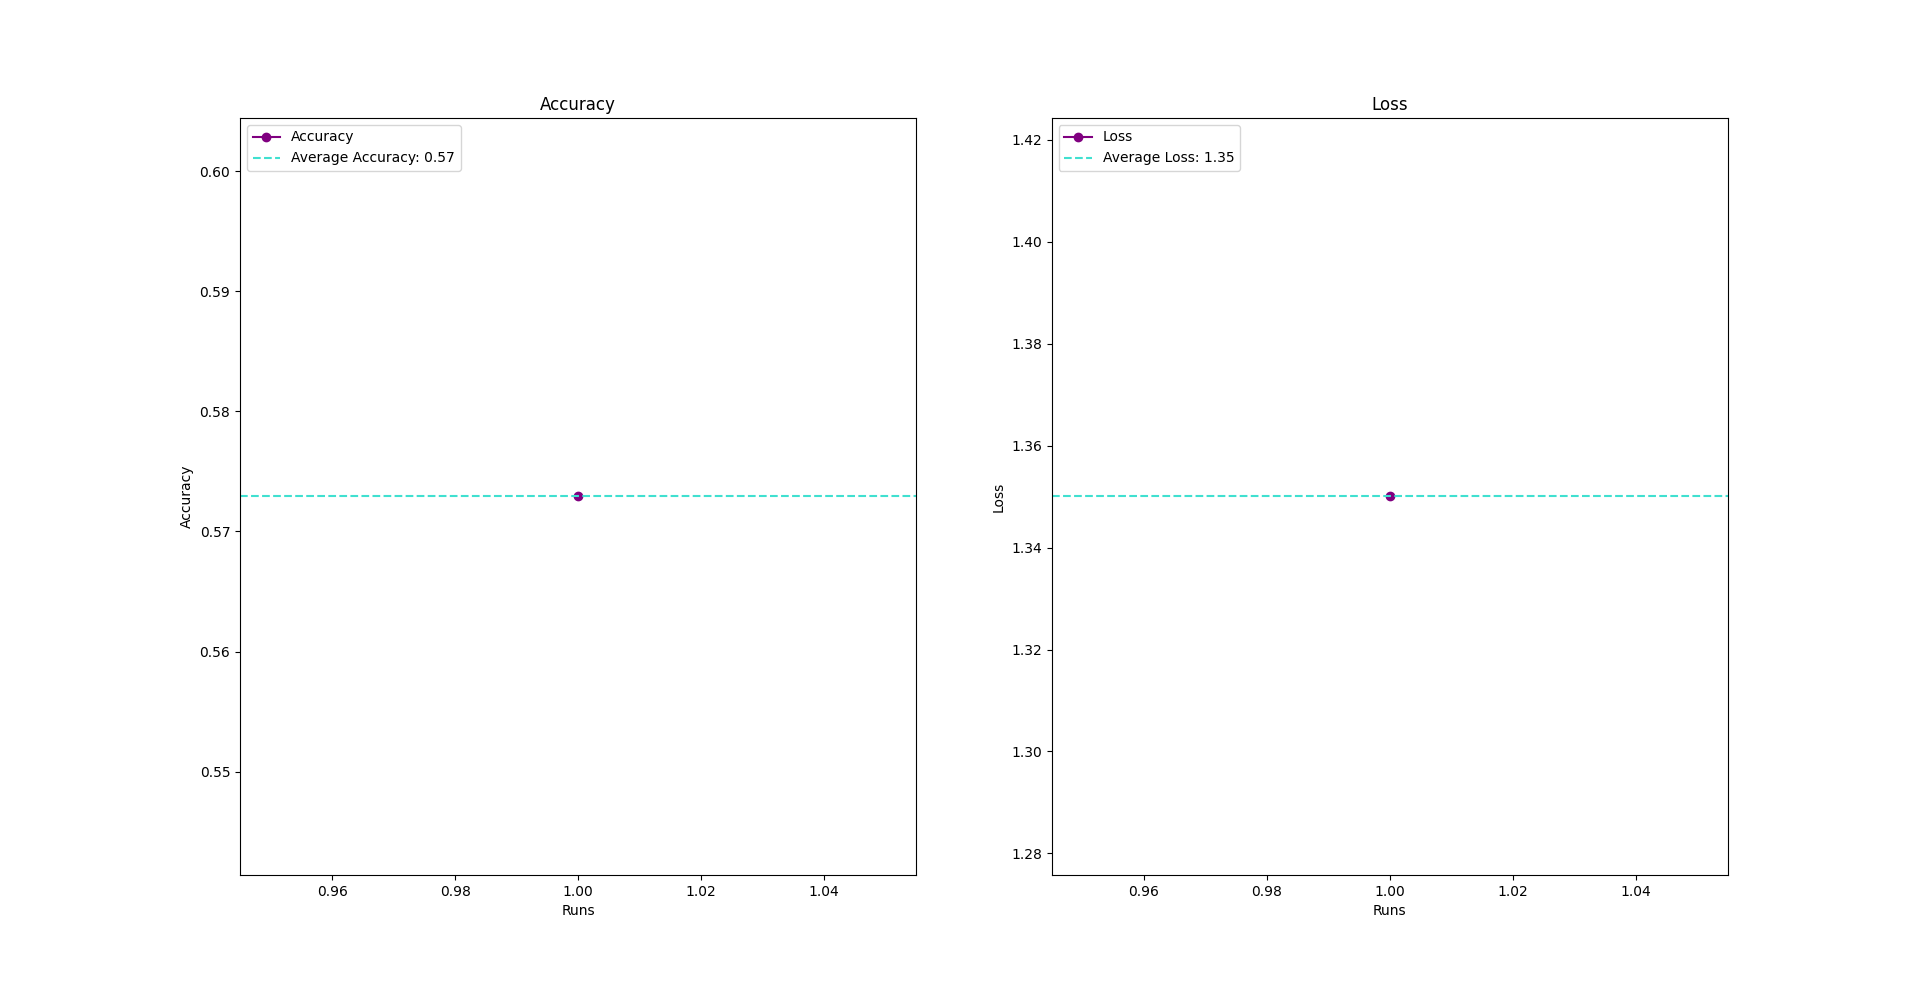 Accuracy
Accuracy
Average Accuracy: 0.57
0.60
0.59
0.58
0.57
0.56
0.55
Accuracy
0.96 0.98 1.00 1.02 1.04
Runs
Loss
Loss
Average Loss: 1.35
1.42
1.40
1.38
1.36
1.34
1.32
1.30
1.28
Loss
0.96 0.98 1.00 1.02 1.04
Runs